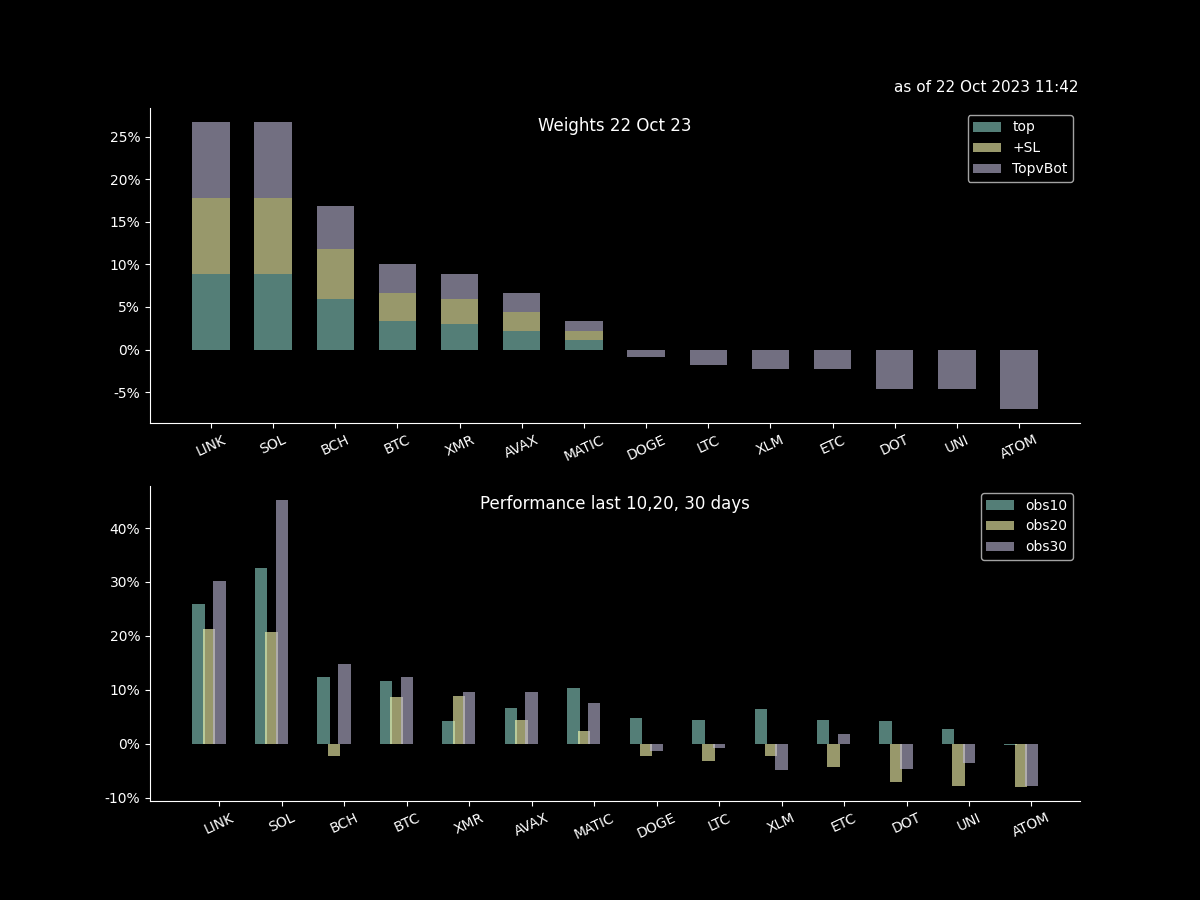 as of 22 Oct 2023 11:42
Weights 22 Oct 23
top
+SL
TopvBot
25%
20%
15%
10%
5%
0%
-5%
LINK SOL BCH BTC XMR AVAX MATIC DOGE LTC XLM ETC DOT UNI ATOM
Performance last 10,20, 30 days
obs10
obs20
obs30
40%
30%
20%
10%
0%
-10%
LINK SOL BCH BTC XMR AVAX MATIC DOGE LTC XLM ETC DOT UNI ATOM